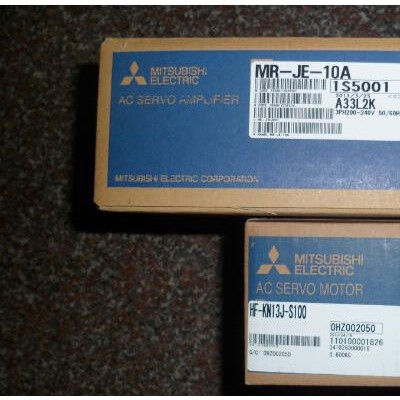 MITSUBISHI
ELECTRIC
AC SERVO AMPLIFIER
MITSUBISHI ELECTRIC CORPORATION
MR-JE-10A
1S5001
A33L2K
MITSUBISHI
ELECTRIC
AC SERVO MOTOR
HF-KN13J-S100
0HZ002050
110100001826